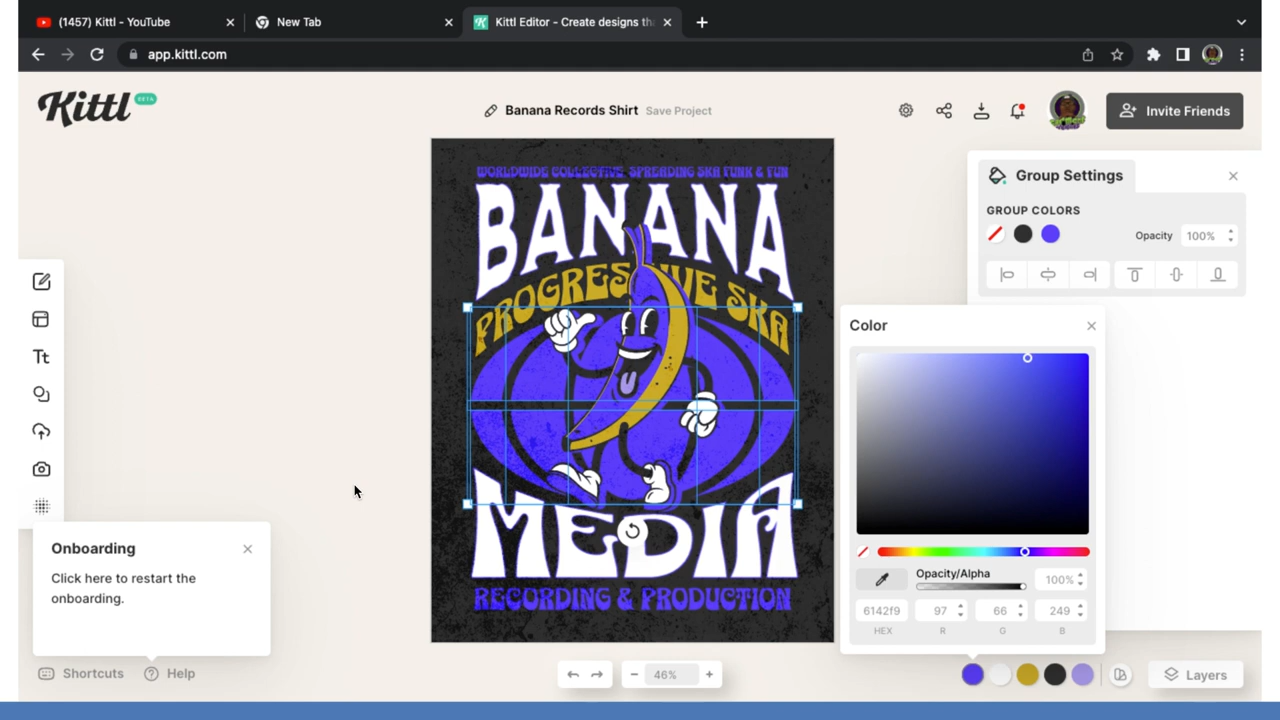 (1457) Kittl - YouTube
New Tab
Kittl Editor - Create designs th
app.kittl.com
Kittl BETA
Banana Records Shirt Save Project
Invite Friends
WORLDWIDE COLLECTIVE, SPREADING SKA FUNK & FUN
BANANA
PROGRESSIVE SKA
MEDIA
RECORDING & PRODUCTION
Group Settings
GROUP COLORS
Opacity 100%
Color
Opacity/Alpha 100%
6142f9 97 66 249
HEX R G B
Tt
Onboarding
Click here to restart the
onboarding.
Shortcuts Help
46%
Layers